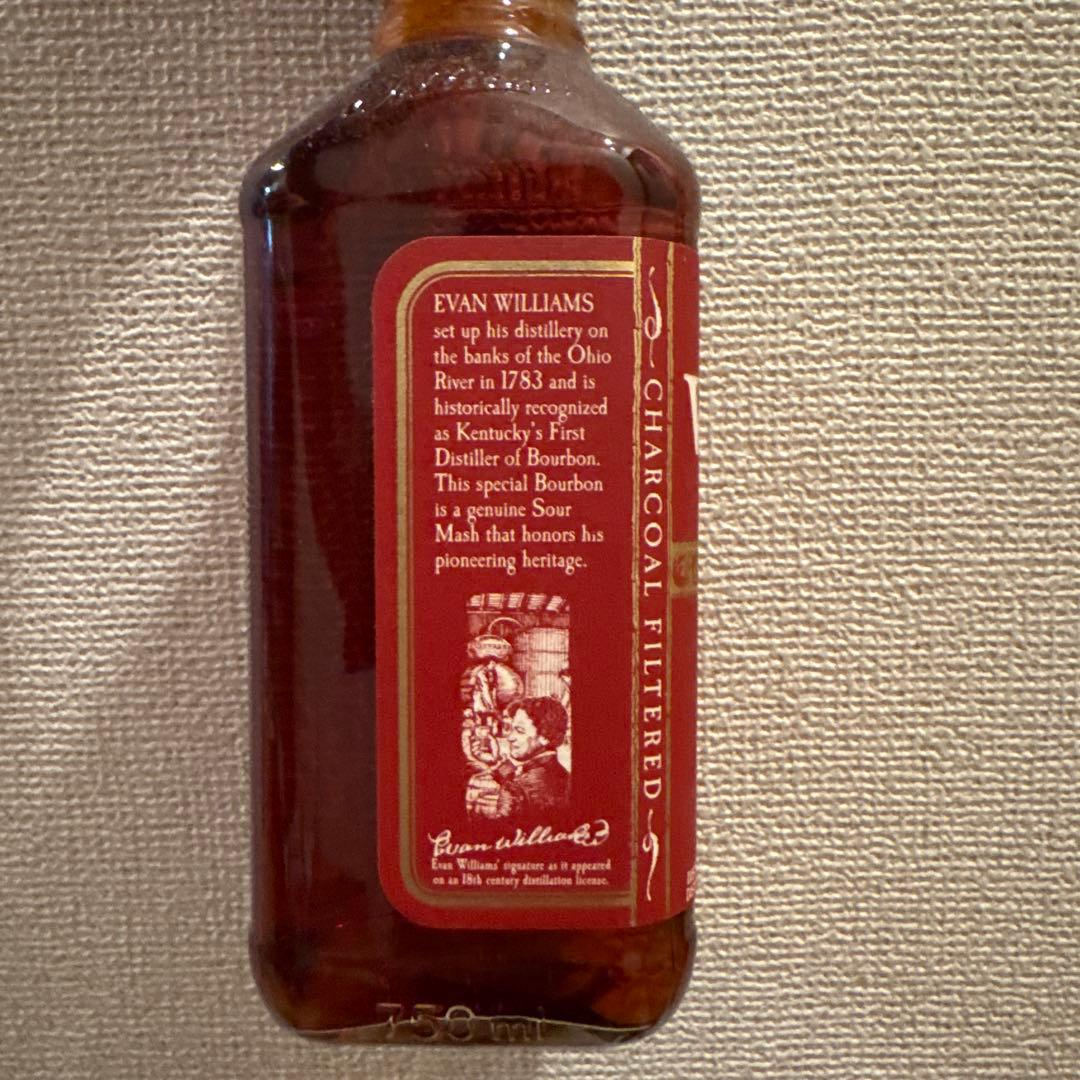 EVAN WILLIAMS
set up his distillery on
the banks of the Ohio
River in 1783 and is
historically recognized
as Kentucky's First
Distiller of Bourbon.
This special Bourbon
is a genuine Sour
Mash that honors his
pioneering heritage.
Evan Williams
Evan Williams' signature as it appeared
on an 18th century distillation license.
CHARCOAL FILTERED
750 ml